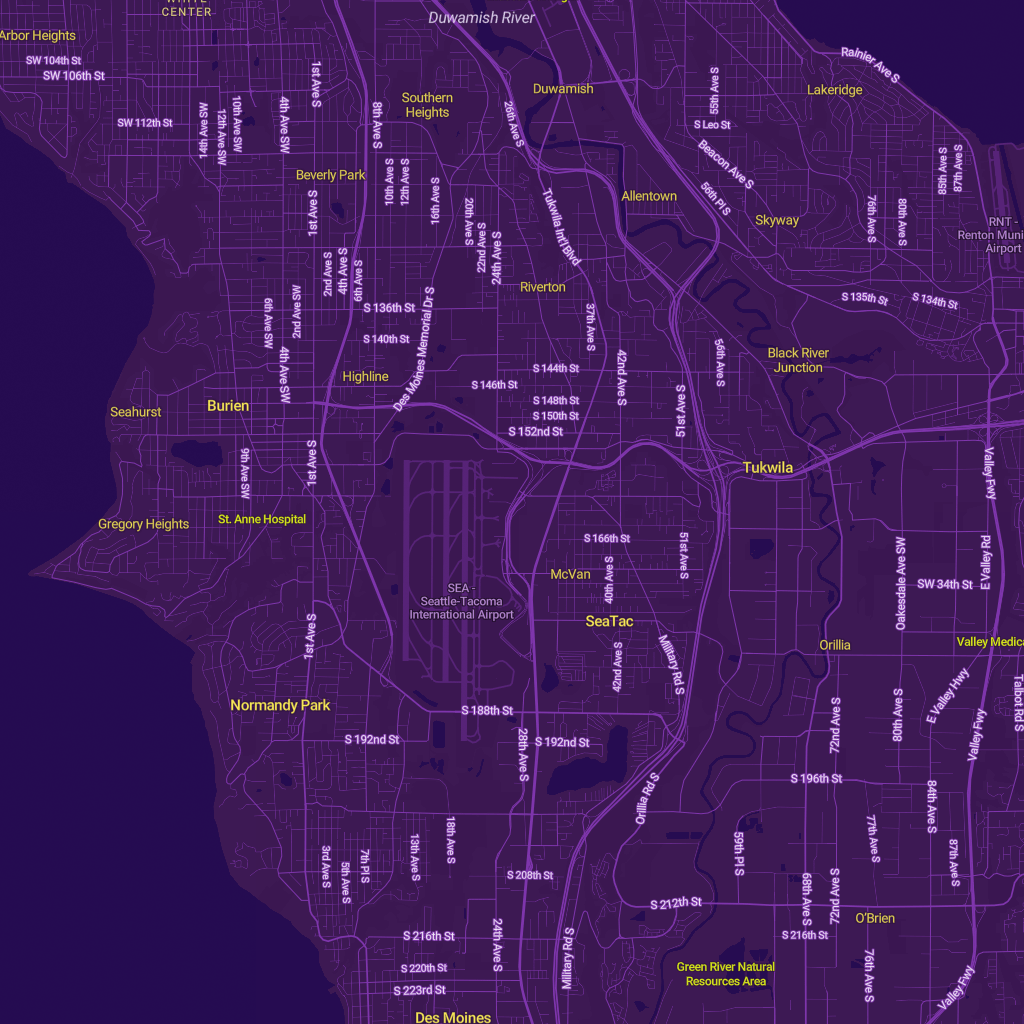 WHITE
CENTER
Duwamish River
Arbor Heights
SW 104th St
SW 106th St
Rainier Ave S
Lakeridge
Duwamish
55th Ave S
1st Ave S
Southern
Heights
8th Ave S
26th Ave S
14th Ave SW
12th Ave SW
10th Ave SW
4th Ave SW
SW 112th St
S Leo St
Beacon Ave S
56th Pl S
85th Ave S
87th Ave S
Beverly Park
10th Ave S
12th Ave S
16th Ave S
Allentown
Skyway
76th Ave S
80th Ave S
1st Ave S
20th Ave S
22nd Ave S
24th Ave S
Tukwila Int'l Blvd
RNT -
Renton Muni
Airport
2nd Ave S
4th Ave S
6th Ave S
Riverton
S 135th St
S 134th St
6th Ave SW
2nd Ave SW
S 136th St
Des Moines Memorial Dr S
37th Ave S
S 140th St
56th Ave S
Black River
Junction
4th Ave SW
Highline
S 144th St
42nd Ave S
S 146th St
S 148th St
S 150th St
S 152nd St
51st Ave S
Seahurst
Burien
9th Ave SW
1st Ave S
Tukwila
Valley Fwy
Gregory Heights
St. Anne Hospital
S 166th St
51st Ave S
Oakesdale Ave SW
E Valley Rd
McVan
40th Ave S
SW 34th St
SEA -
Seattle-Tacoma
International Airport
SeaTac
1st Ave S
42nd Ave S
Military Rd S
Orillia
Valley Medica
Talbot Rd S
E Valley Hwy
Normandy Park
S 188th St
72nd Ave S
80th Ave S
Valley Fwy
S 192nd St
28th Ave S
S 192nd St
S 196th St
Orillia Rd S
84th Ave S
3rd Ave S
5th Ave S
7th Pl S
13th Ave S
18th Ave S
59th Pl S
77th Ave S
87th Ave S
S 208th St
68th Ave S
72nd Ave S
S 212th St
O'Brien
S 216th St
24th Ave S
Military Rd S
S 216th St
S 220th St
Green River Natural
Resources Area
76th Ave S
Valley Fwy
S 223rd St
Des Moines